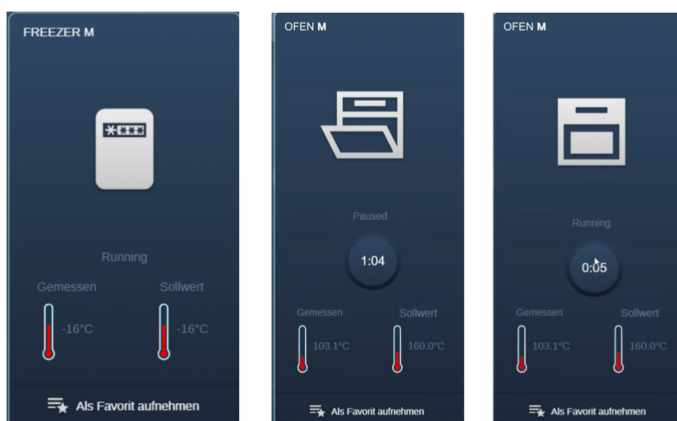 FREEZER M
Running
Gemessen Sollwert
-16°C -16°C
Als Favorit aufnehmen
OFEN M
Paused
1:04
Gemessen Sollwert
103.1°C 160.0°C
Als Favorit aufnehmen
OFEN M
Running
0:05
Gemessen Sollwert
103.1°C 160.0°C
Als Favorit aufnehmen